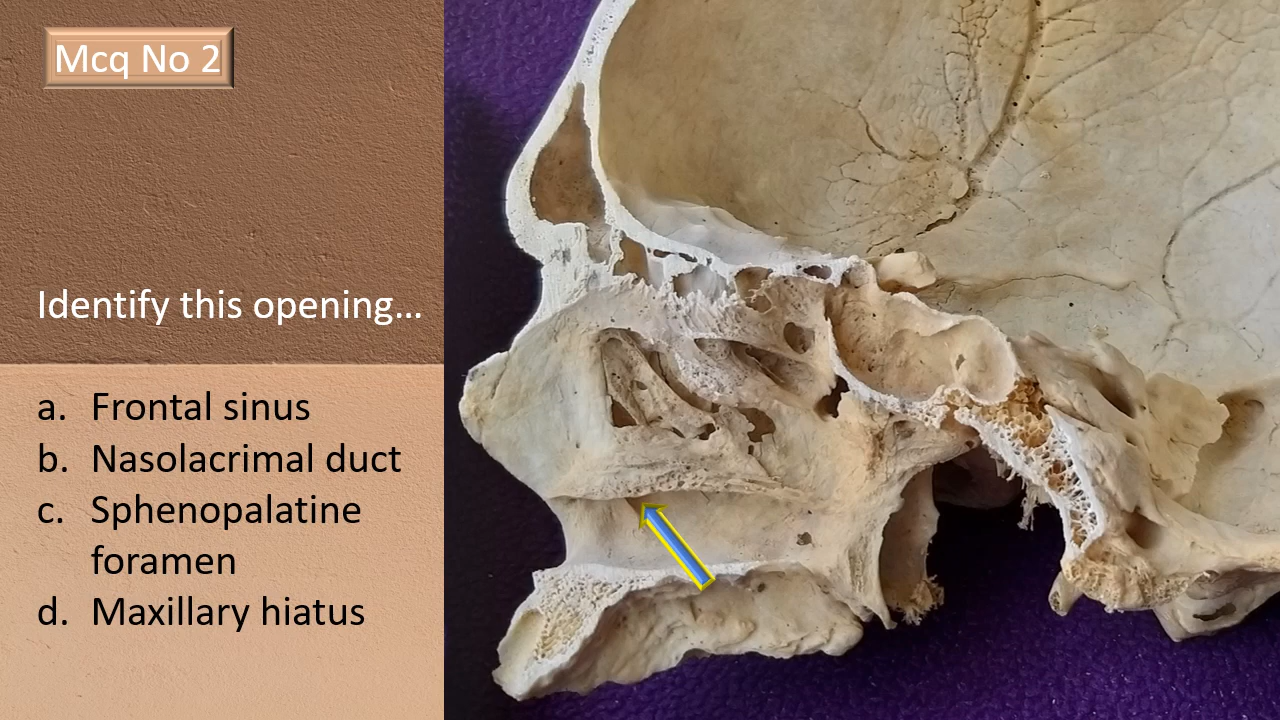 Mcq No 2
Identify this opening...
a. Frontal sinus
b. Nasolacrimal duct
c. Sphenopalatine
foramen
d. Maxillary hiatus